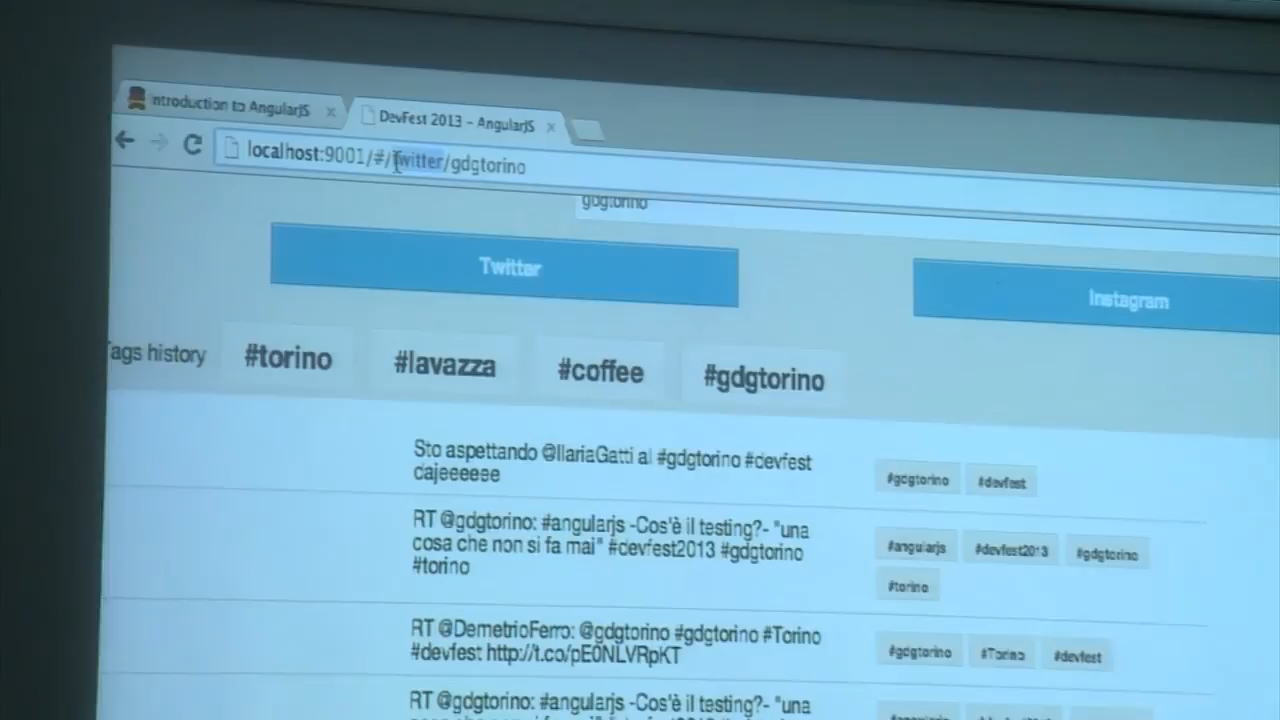 ntroduction to AngularJS
DevFest 2013 - AngularJS
localhost:9001/#/Twitter/gdgtorino
gdgtorino
Twitter
Instagram
Tags history
#torino
#lavazza
#coffee
#gdgtorino
Sto aspettando @IlariaGatti al #gdgtorino #devfest
dajeeeeee
#gdgtorino #devfest
RT @gdgtorino: #angularjs -Cos'è il testing?- "una
cosa che non si fa mai" #devfest2013 #gdgtorino
#torino
#angularjs #devfest2013 #gdgtorino
#torino
RT @DemetrioFerro: @gdgtorino #gdgtorino #Torino
#devfest http://t.co/pE0NLVRpKT
#gdgtorino #Torino #devfest
RT @gdgtorino: #angularjs -Cos'è il testing?- "una